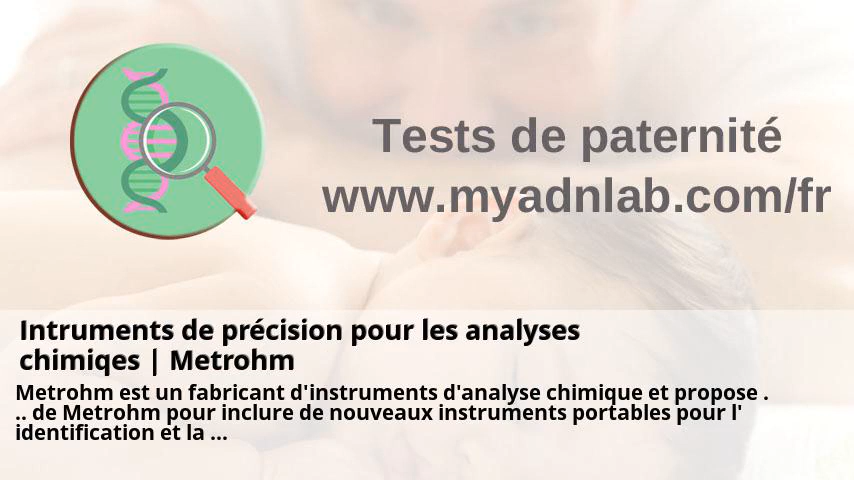 Tests de paternité
www.myadnlab.com/fr
Intruments de précision pour les analyses
chimiqes | Metrohm
Metrohm est un fabricant d'instruments d'analyse chimique et propose .
.. de Metrohm pour inclure de nouveaux instruments portables pour l'
identification et la ...